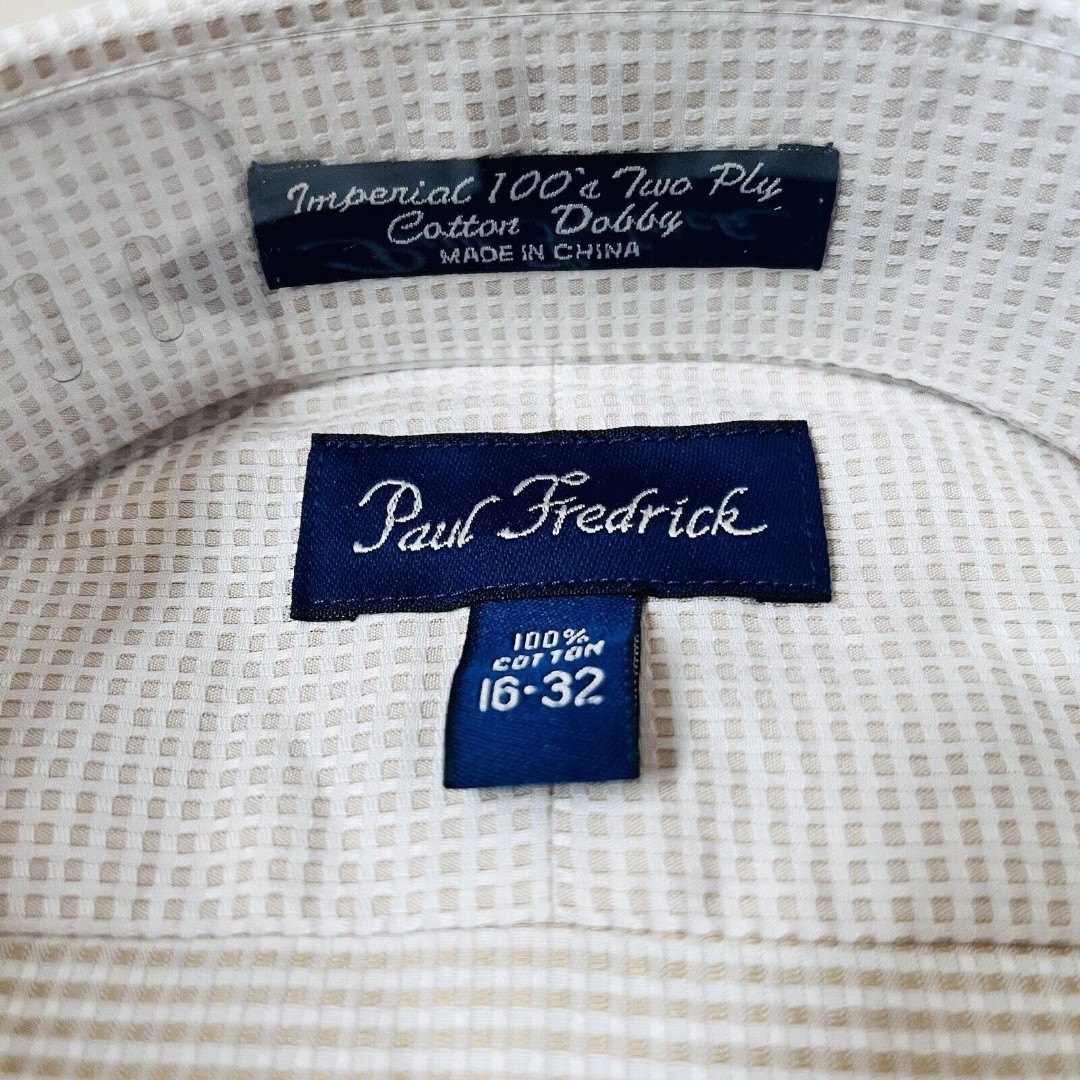 Imperial 100's Two Ply
Cotton Dobby
MADE IN CHINA
Paul Fredrick
100%
COTTON
16-32